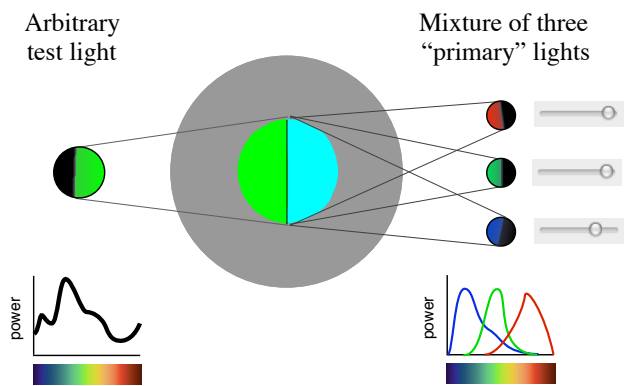 Arbitrary
test light
Mixture of three
“primary” lights
power
power